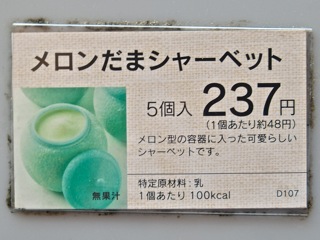 メロンだまシャーベット
5個入 237円
(1個あたり約48円)
メロン型の容器に入った可愛らしい
シャーベットです。
無果汁
特定原材料:乳
1個あたり 100kcal
D107